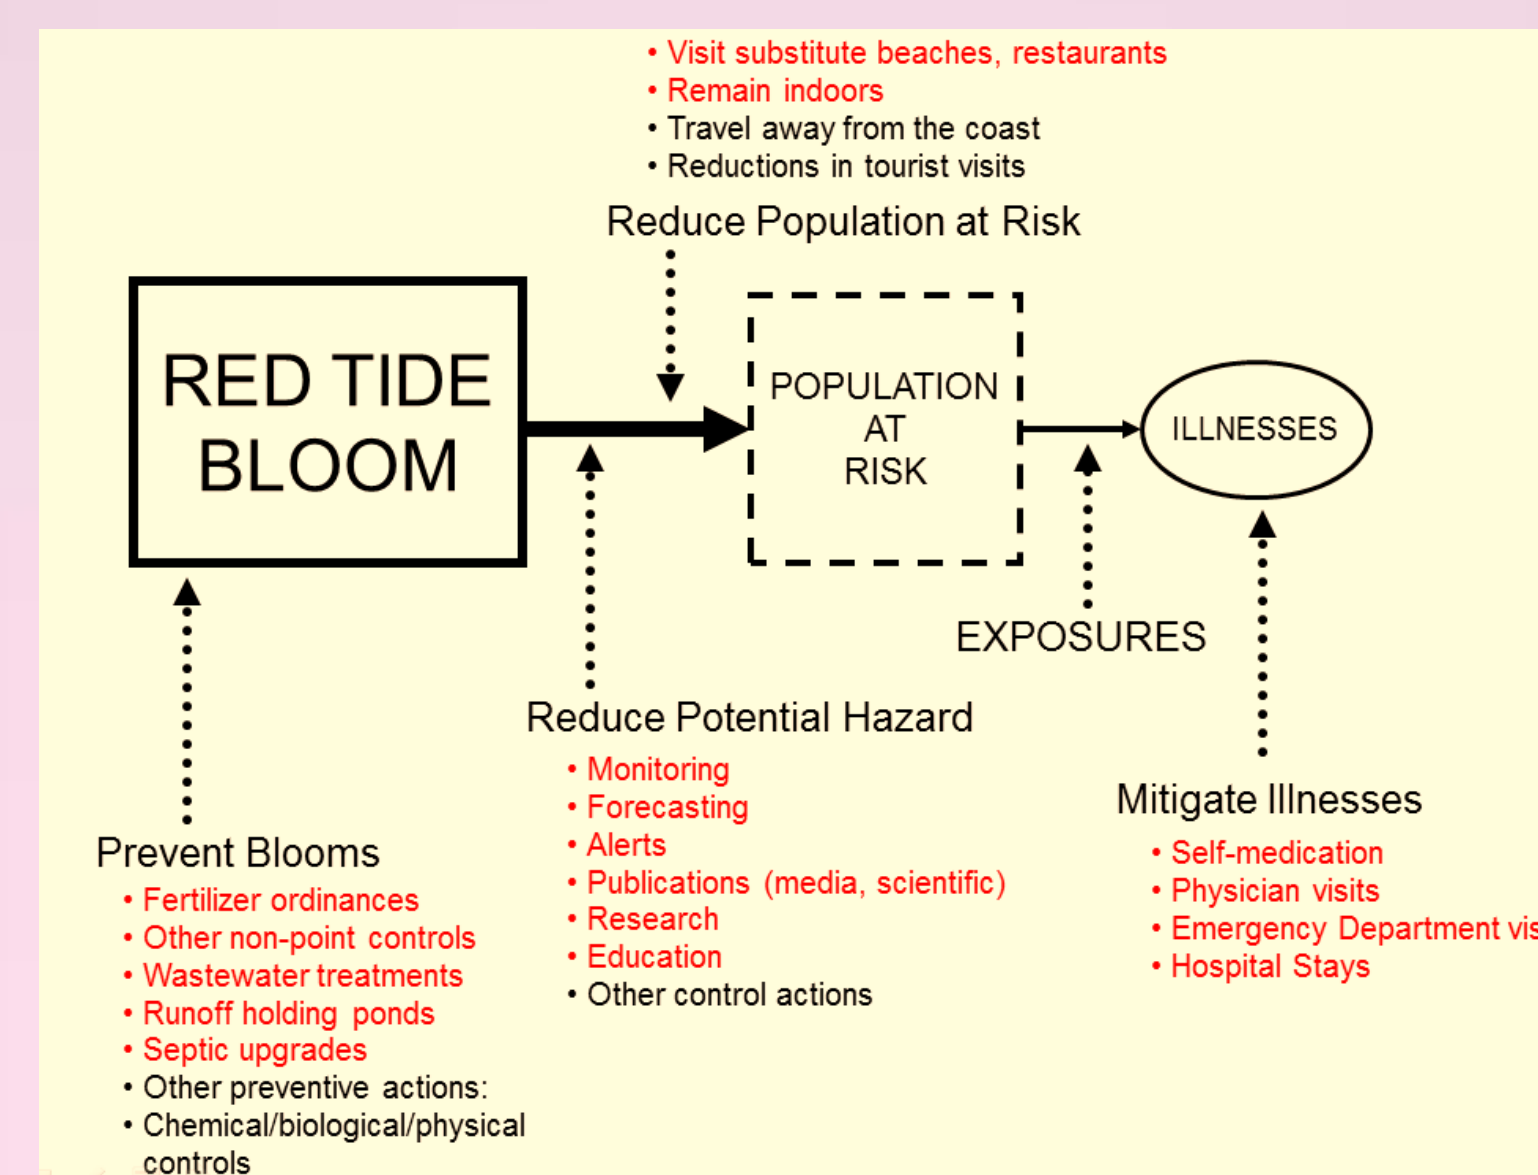 • Visit substitute beaches, restaurants
• Remain indoors
• Travel away from the coast
• Reductions in tourist visits
Reduce Population at Risk
RED TIDE
BLOOM
POPULATION
AT
RISK
ILLNESSES
EXPOSURES
Reduce Potential Hazard
• Monitoring
• Forecasting
• Alerts
• Publications (media, scientific)
• Research
• Education
• Other control actions
Mitigate Illnesses
• Self-medication
• Physician visits
• Emergency Department
• Hospital Stays
Prevent Blooms
• Fertilizer ordinances
• Other non-point controls
• Wastewater treatments
• Runoff holding ponds
• Septic upgrades
• Other preventive actions:
• Chemical/biological/physical
controls